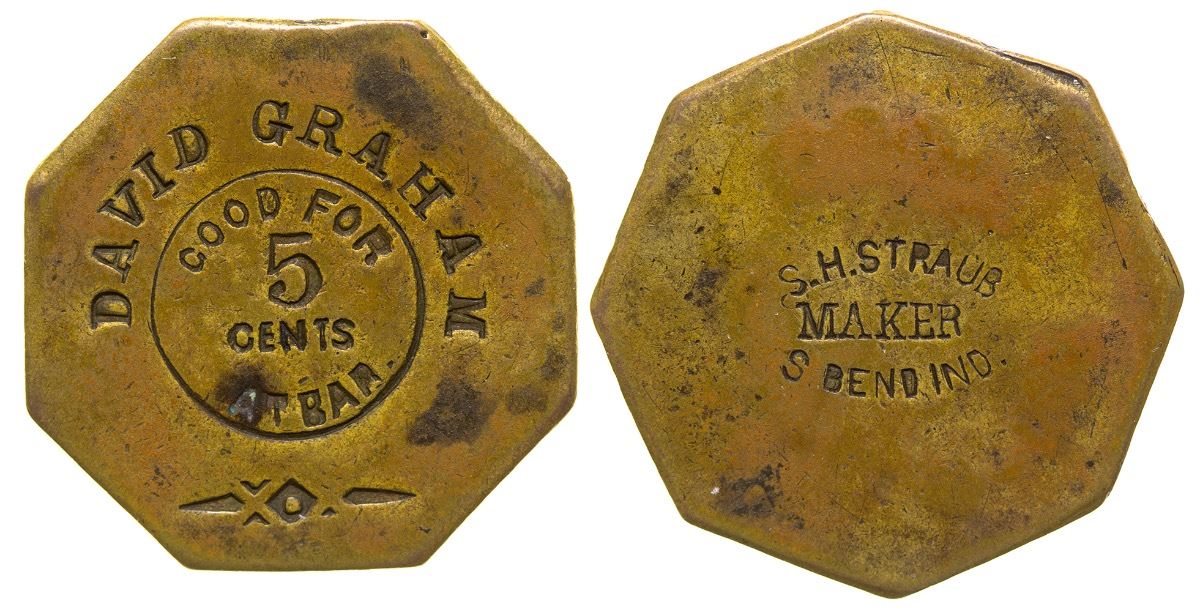 DAVID GRAHAM
GOOD FOR
5
CENTS
AT BAR.
S.H. STRAUB
MAKER
S BEND, IND.